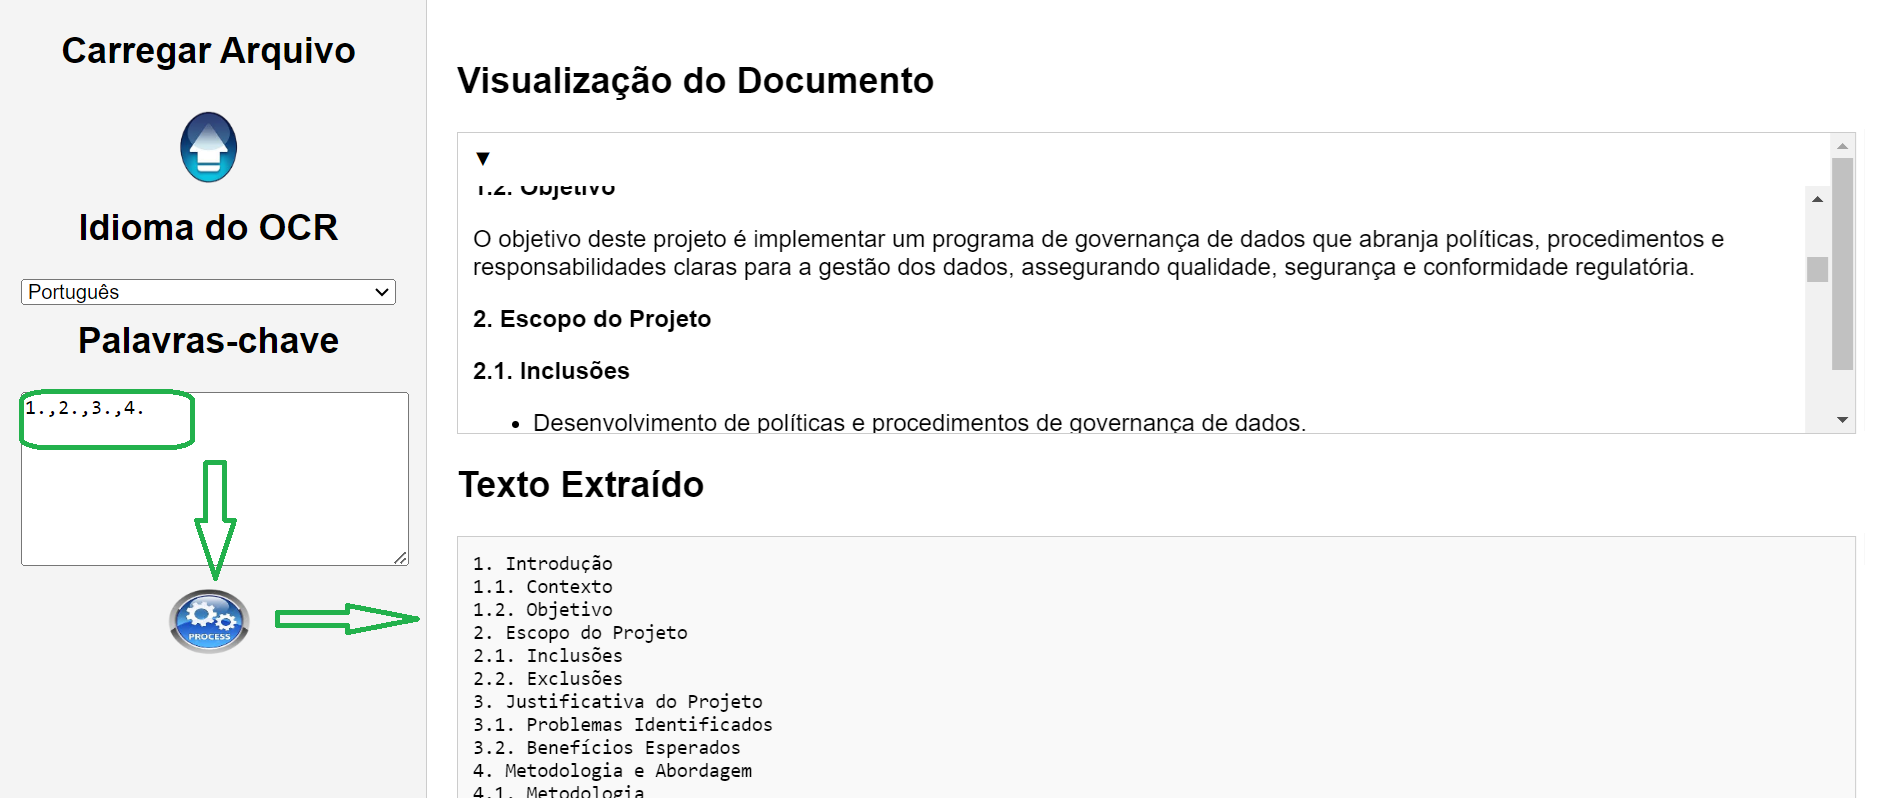 Carregar Arquivo
Idioma do OCR
Português
Palavras-chave
1.,2.,3.,4.
PROCESS
Visualização do Documento
▼
1.2. Objetivo
O objetivo deste projeto é implementar um programa de governança de dados que abranja políticas, procedimentos e
responsabilidades claras para a gestão dos dados, assegurando qualidade, segurança e conformidade regulatória.
2. Escopo do Projeto
2.1. Inclusões
• Desenvolvimento de políticas e procedimentos de governança de dados.
Texto Extraído
1. Introdução
1.1. Contexto
1.2. Objetivo
2. Escopo do Projeto
2.1. Inclusões
2.2. Exclusões
3. Justificativa do Projeto
3.1. Problemas Identificados
3.2. Benefícios Esperados
4. Metodologia e Abordagem
4.1. Metodologia